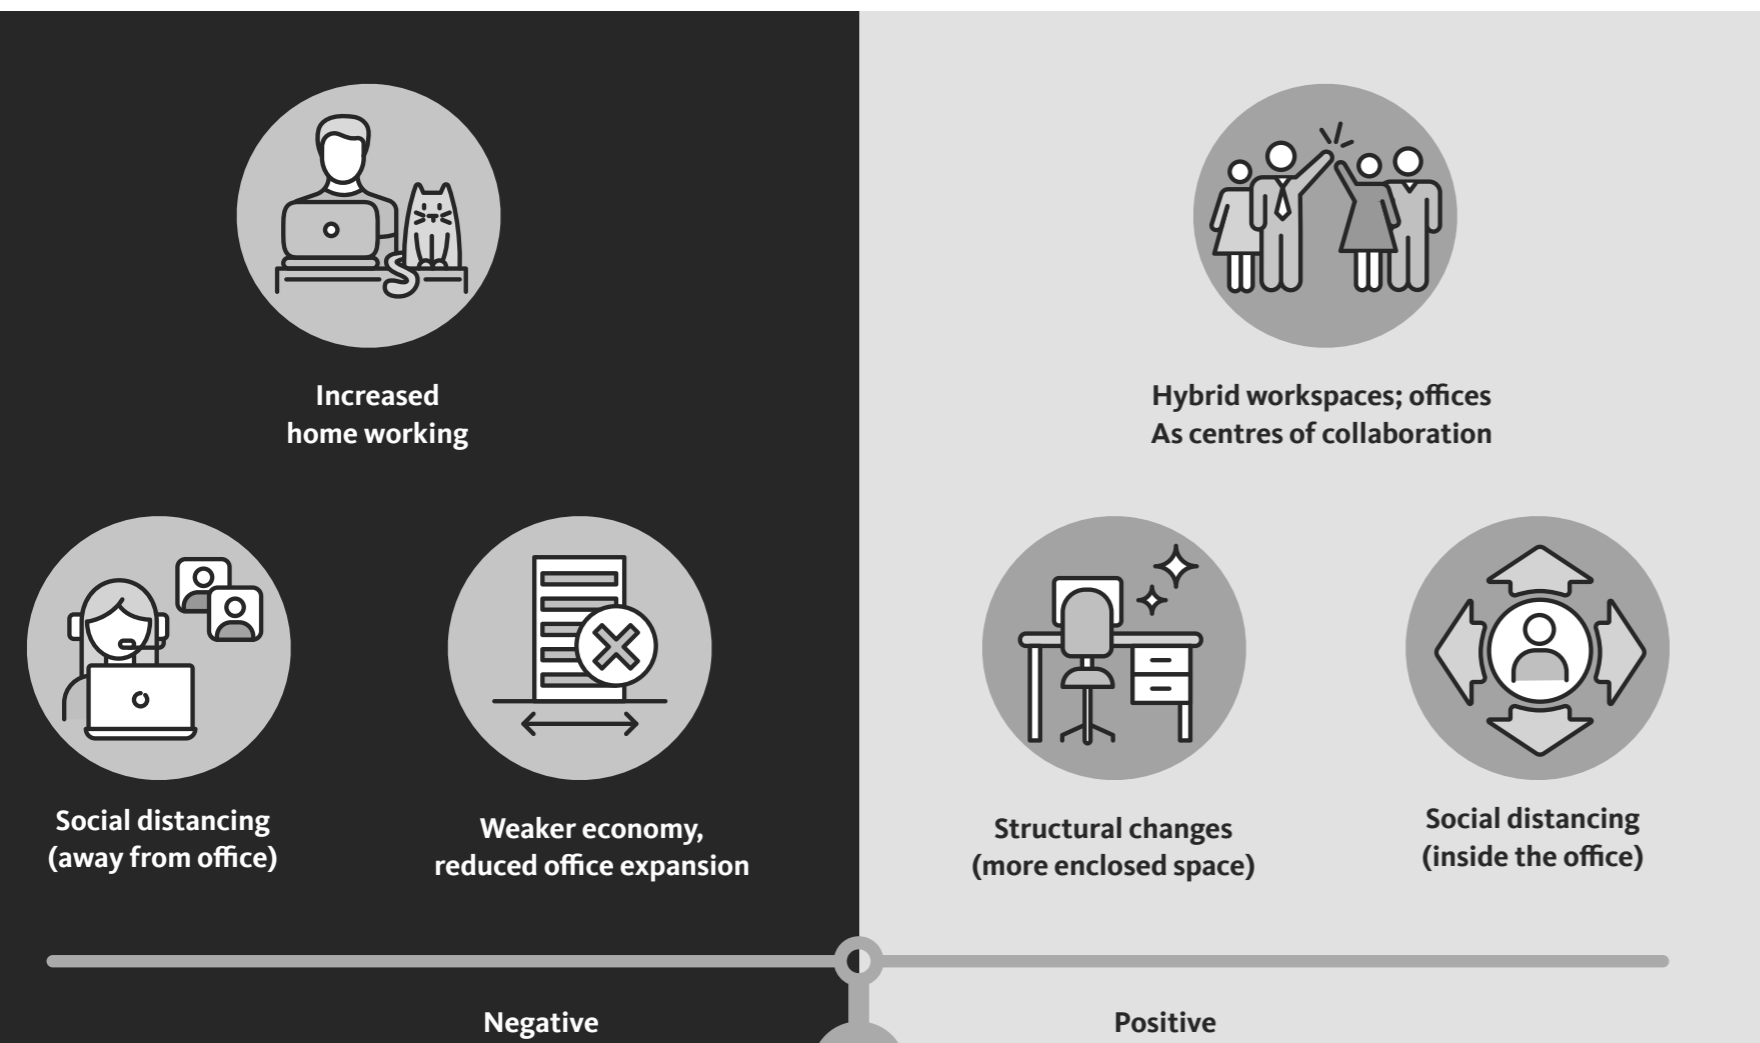 Increased
home working
Hybrid workspaces; offices
As centres of collaboration
Social distancing
(away from office)
Weaker economy,
reduced office expansion
Structural changes
(more enclosed space)
Social distancing
(inside the office)
Negative
Positive